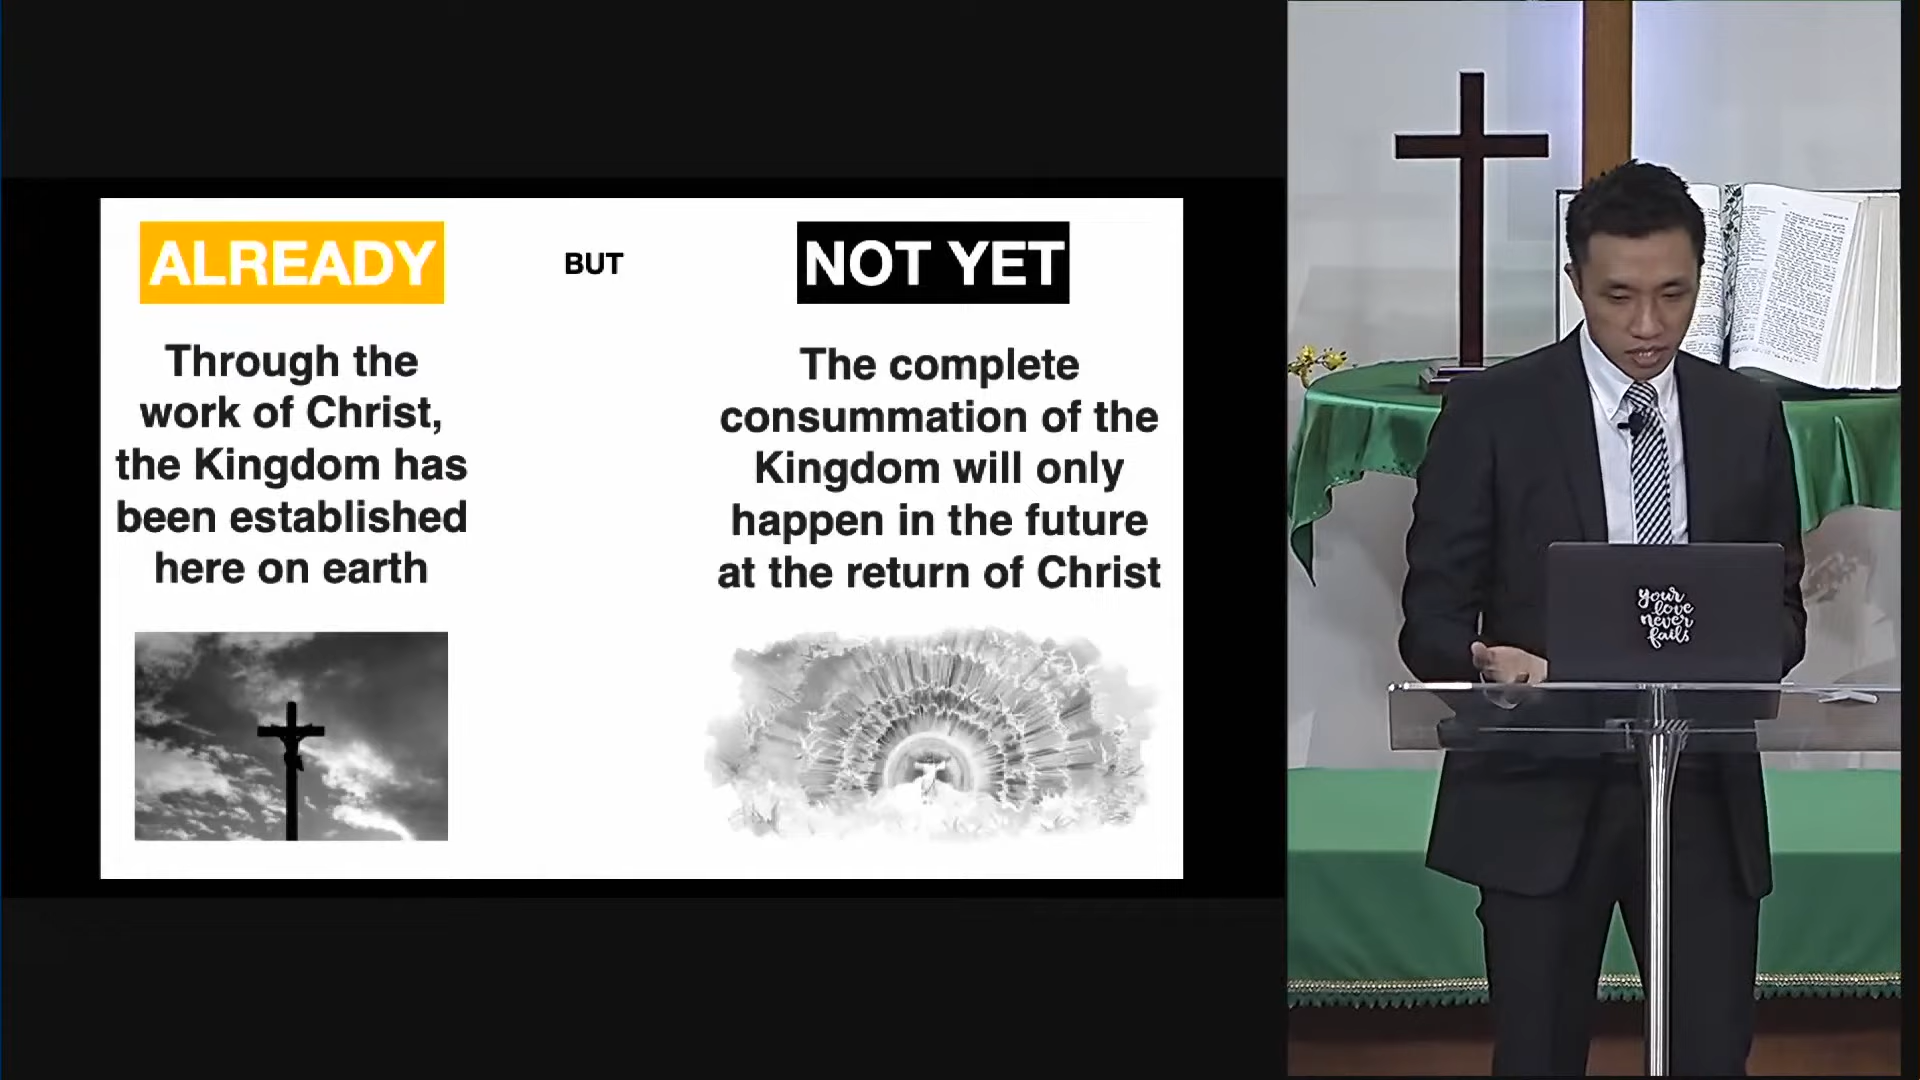 ALREADY
BUT
NOT YET
Through the
work of Christ,
the Kingdom has
been established
here on earth
The complete
consummation of the
Kingdom will only
happen in the future
at the return of Christ
your
love
never
fails